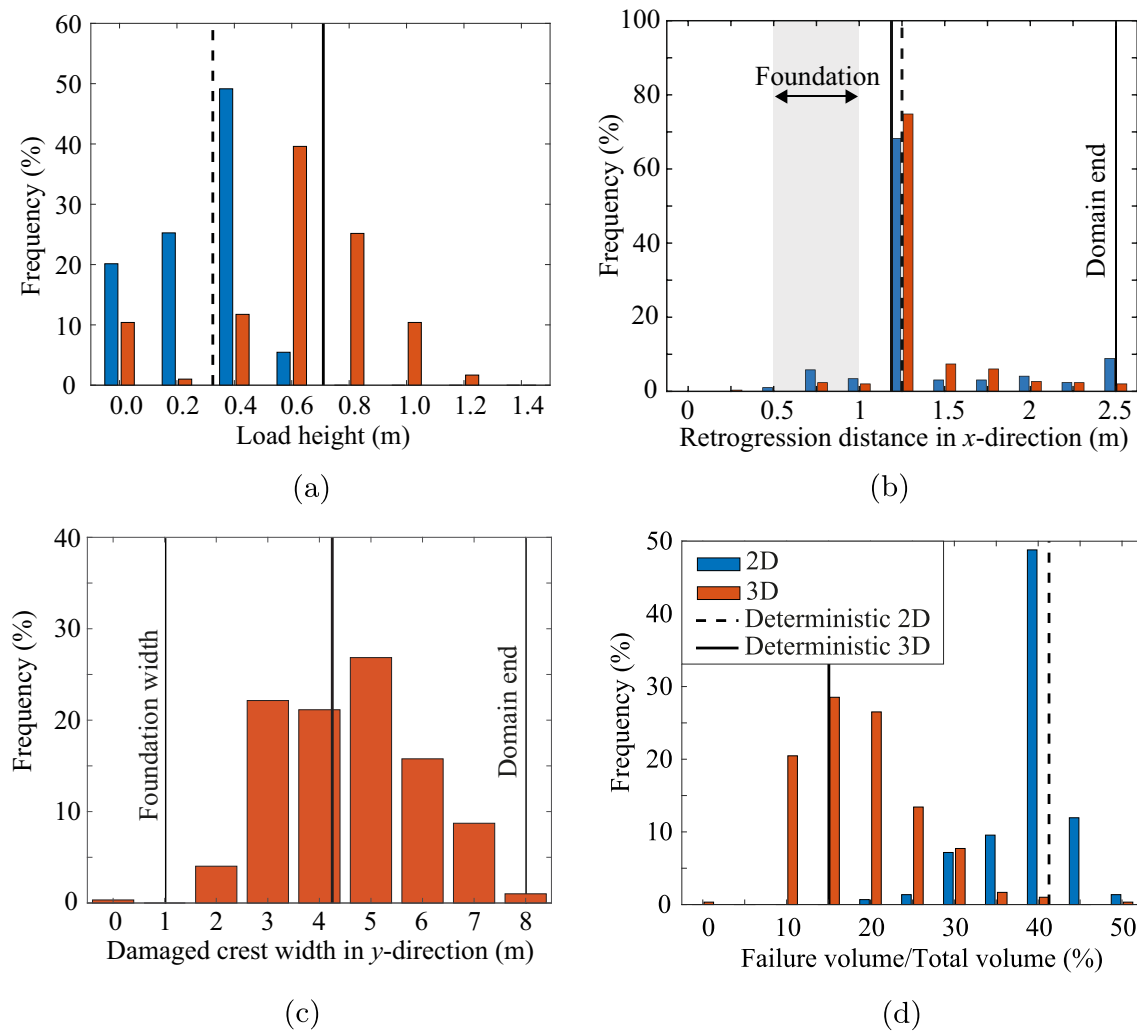 60
50
40
30
20
10
0
Frequency (%)
0.0 0.2 0.4 0.6 0.8 1.0 1.2 1.4
Load height (m)
(a)
100
80
60
40
20
0
Frequency (%)
Foundation
Domain end
0 0.5 1 1.5 2 2.5
Retrogression distance in x-direction (m)
(b)
40
30
20
10
0
Frequency (%)
Foundation width
Domain end
0 1 2 3 4 5 6 7 8
Damaged crest width in y-direction (m)
(c)
50
40
30
20
10
0
Frequency (%)
2D
3D
Deterministic 2D
Deterministic 3D
0 10 20 30 40 50
Failure volume/Total volume (%)
(d)